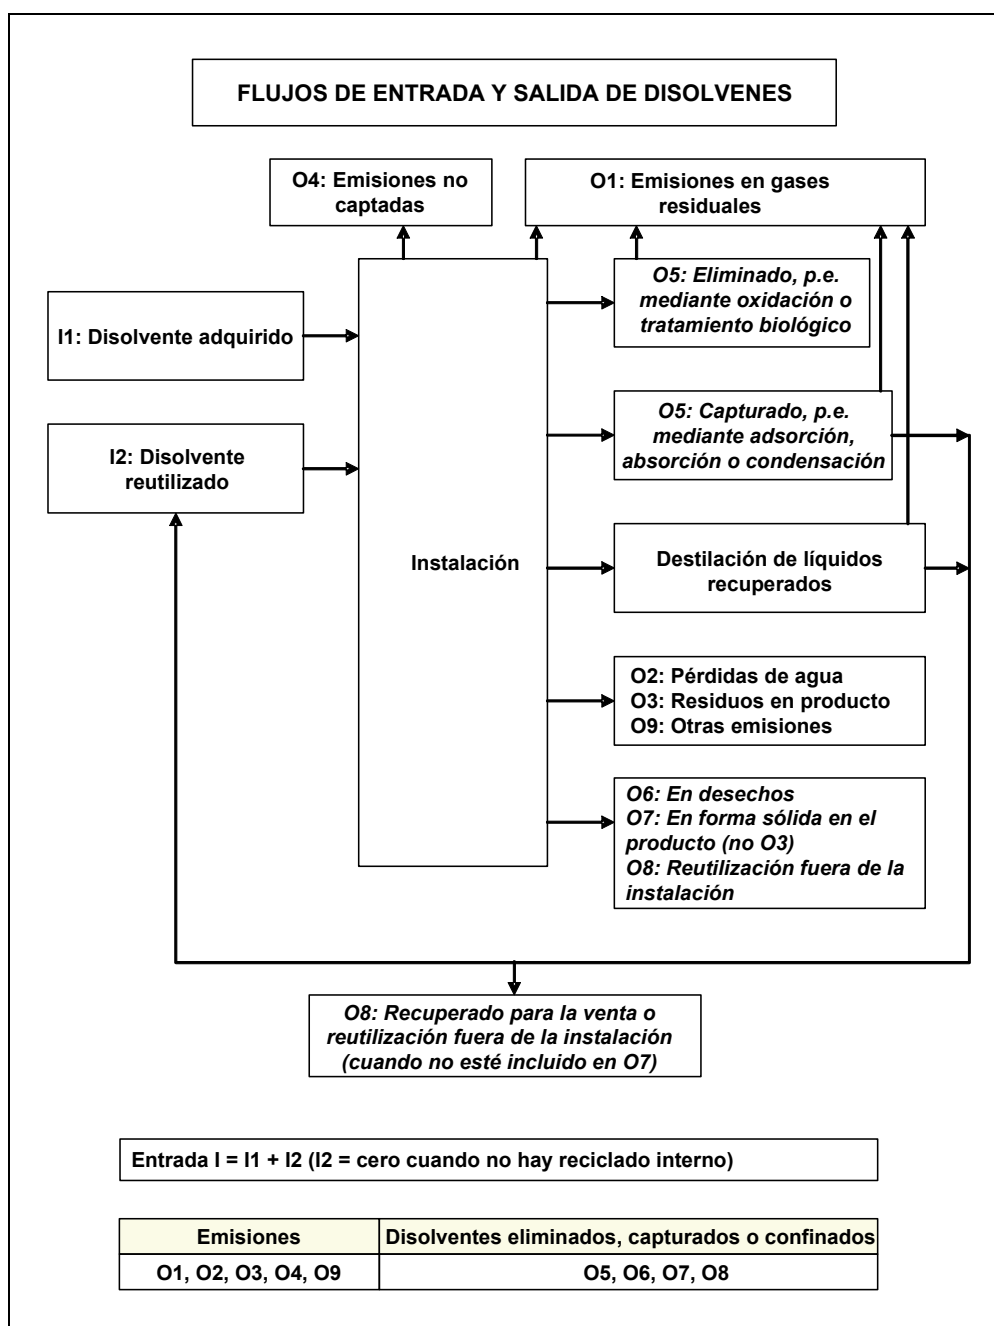 FLUJOS DE ENTRADA Y SALIDA DE DISOLVENES
O4: Emisiones no
captadas
O1: Emisiones en gases
residuales
O5: Eliminado, p.e.
mediante oxidación o
tratamiento biológico
I1: Disolvente adquirido
O5: Capturado, p.e.
mediante adsorción,
absorción o condensación
I2: Disolvente
reutilizado
Instalación
Destilación de líquidos
recuperados
O2: Pérdidas de agua
O3: Residuos en producto
O9: Otras emisiones
O6: En desechos
O7: En forma sólida en el
producto (no O3)
O8: Reutilización fuera de la
instalación
O8: Recuperado para la venta o
reutilización fuera de la instalación
(cuando no esté incluido en O7)
Entrada I = I1 + I2 (I2 = cero cuando no hay reciclado interno)
Emisiones
Disolventes eliminados, capturados o confinados
O1, O2, O3, O4, O9
O5, O6, O7, O8